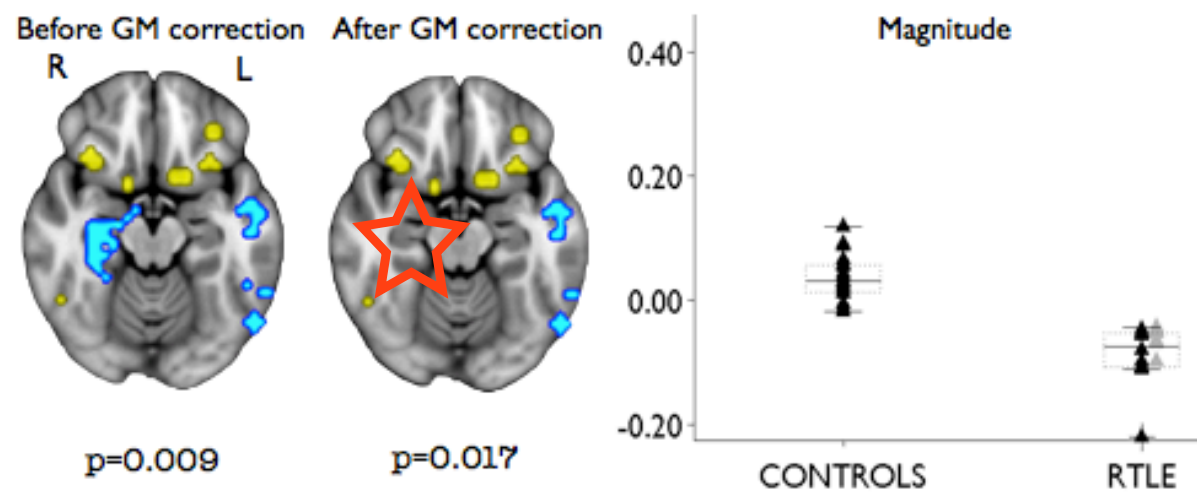 Before GM correction
After GM correction
R
L
p=0.009
p=0.017
Magnitude
0.40
0.20
0.00
-0.20
CONTROLS
RTLE